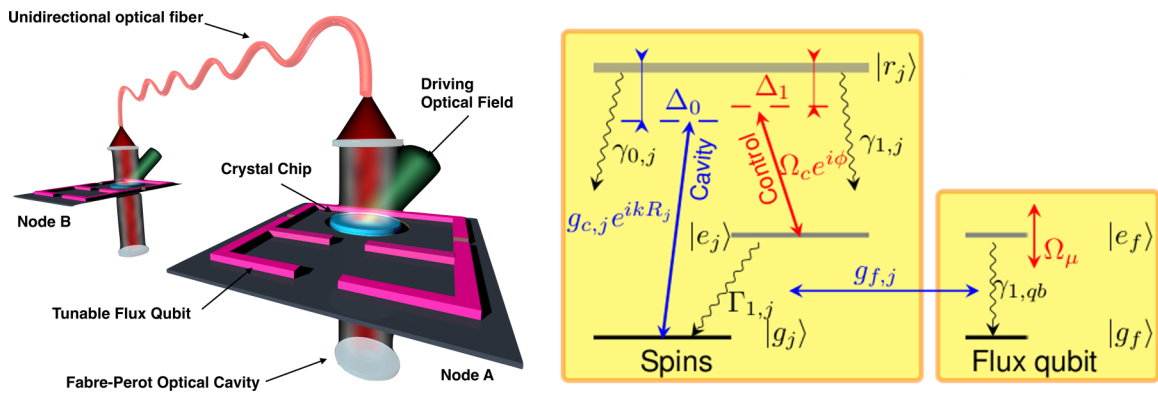 Unidirectional optical fiber
Driving
Optical Field
Crystal Chip
Node B
Tunable Flux Qubit
Node A
Fabre-Perot Optical Cavity
|r_j⟩
Δ_0
Δ_1
γ_{0,j}
Cavity
Control
γ_{1,j}
Ω_c e^{iϕ}
g_{c,j}e^{ikR_j}
|e_j⟩
|e_f⟩
Ω_μ
g_{f,j}
Γ_{1,j}
γ_{1,qb}
|g_j⟩
|g_f⟩
Spins
Flux qubit